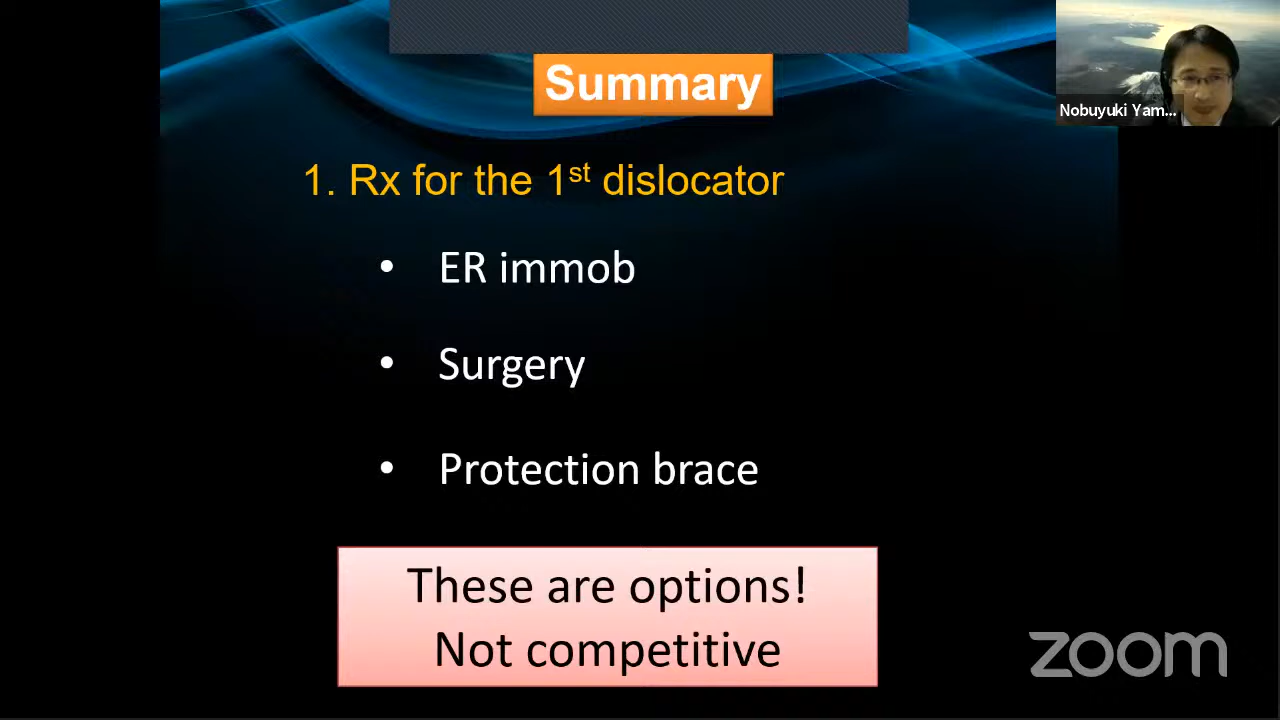 Summary
Nobuyuki Yam...
1. Rx for the 1st dislocator
• ER immob
• Surgery
• Protection brace
These are options!
Not competitive
zoom